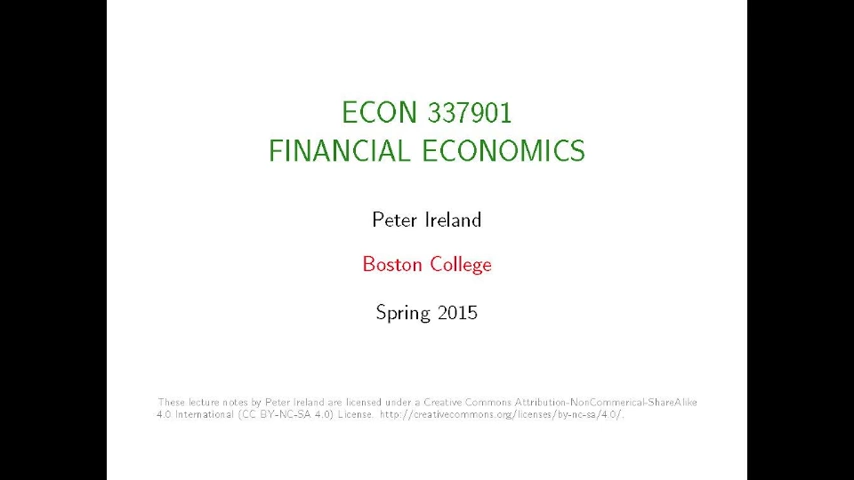 ECON 337901
FINANCIAL ECONOMICS
Peter Ireland
Boston College
Spring 2015
These lecture notes by Peter Ireland are licensed under a Creative Commons Attribution-NonCommerical-ShareAlike
4.0 International (CC BY-NC-SA 4.0) License. http://creativecommons.org/licenses/by-nc-sa/4.0/.